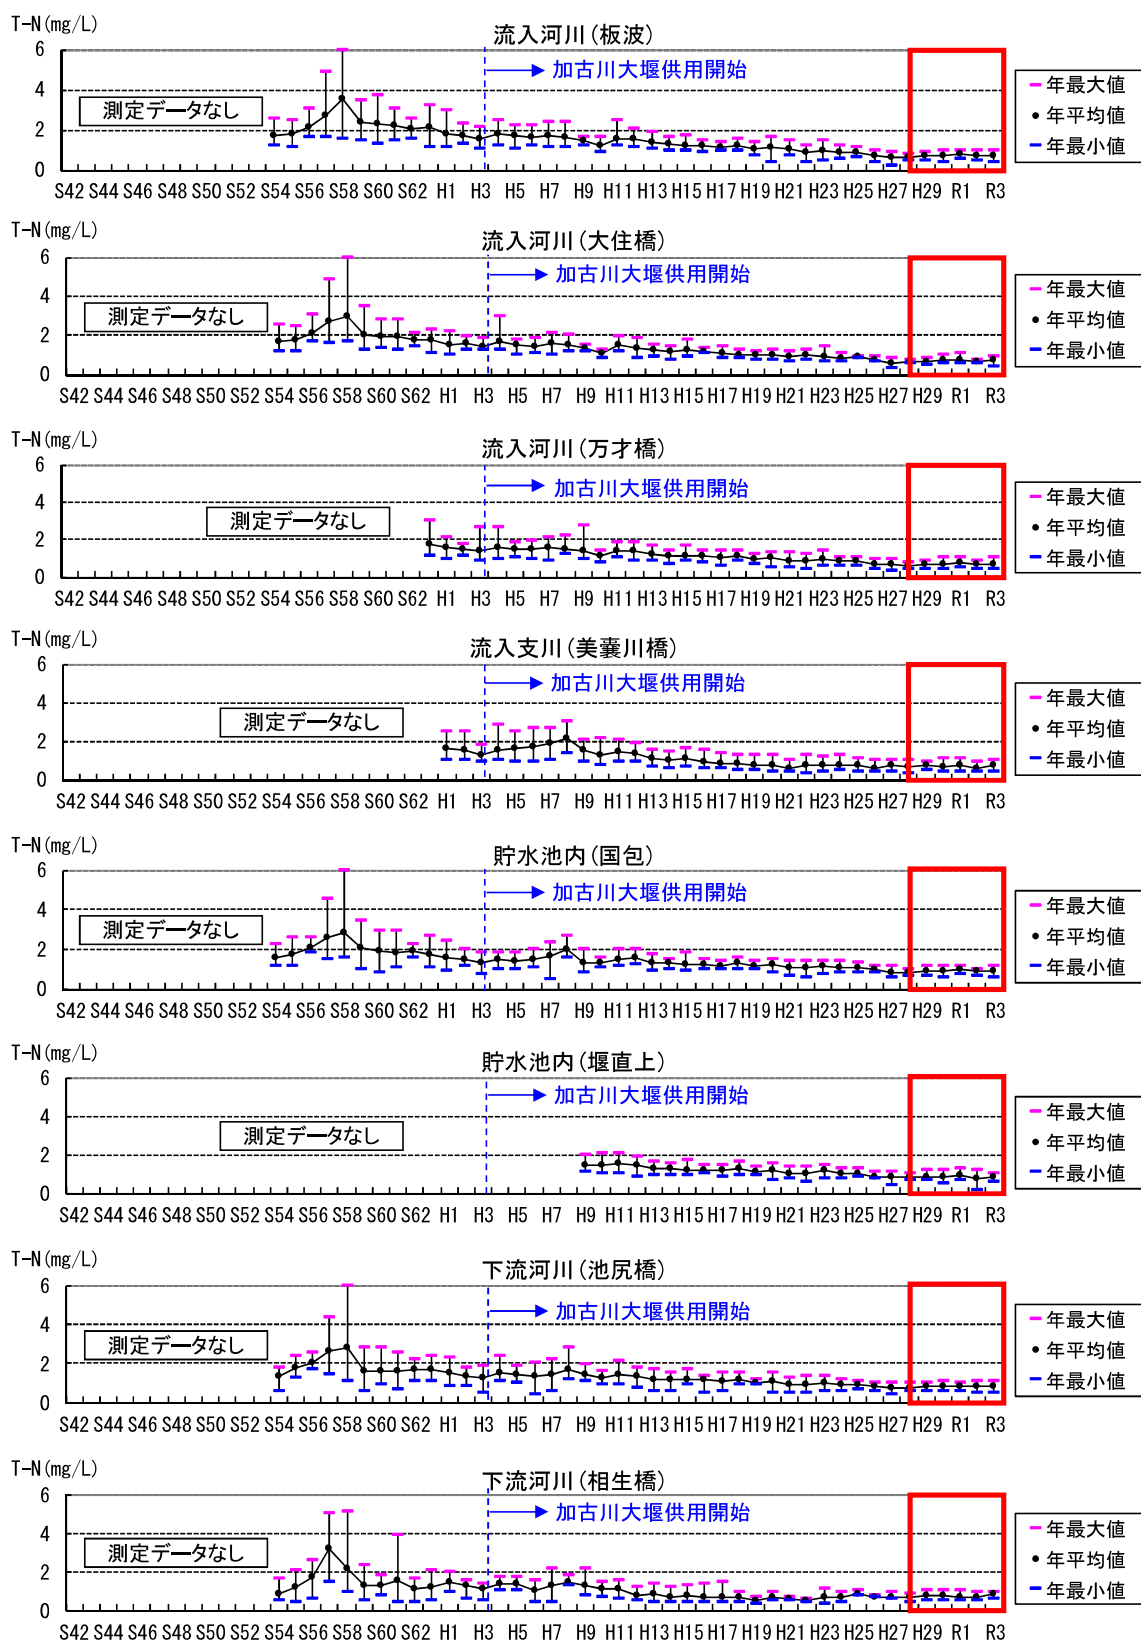 T-N(mg/L)
流入河川(板波)
加古川大堰供用開始
測定データなし
6
4
2
0
S42 S44 S46 S48 S50 S52 S54 S56 S58 S60 S62 H1 H3 H5 H7 H9 H11 H13 H15 H17 H19 H21 H23 H25 H27 H29 R1 R3
年最大値
年平均値
年最小値
T-N(mg/L)
流入河川(大住橋)
加古川大堰供用開始
測定データなし
6
4
2
0
S42 S44 S46 S48 S50 S52 S54 S56 S58 S60 S62 H1 H3 H5 H7 H9 H11 H13 H15 H17 H19 H21 H23 H25 H27 H29 R1 R3
年最大値
年平均値
年最小値
T-N(mg/L)
流入河川(万才橋)
加古川大堰供用開始
測定データなし
6
4
2
0
S42 S44 S46 S48 S50 S52 S54 S56 S58 S60 S62 H1 H3 H5 H7 H9 H11 H13 H15 H17 H19 H21 H23 H25 H27 H29 R1 R3
年最大値
年平均値
年最小値
T-N(mg/L)
流入支川(美嚢川橋)
加古川大堰供用開始
測定データなし
6
4
2
0
S42 S44 S46 S48 S50 S52 S54 S56 S58 S60 S62 H1 H3 H5 H7 H9 H11 H13 H15 H17 H19 H21 H23 H25 H27 H29 R1 R3
年最大値
年平均値
年最小値
T-N(mg/L)
貯水池内(国包)
加古川大堰供用開始
測定データなし
6
4
2
0
S42 S44 S46 S48 S50 S52 S54 S56 S58 S60 S62 H1 H3 H5 H7 H9 H11 H13 H15 H17 H19 H21 H23 H25 H27 H29 R1 R3
年最大値
年平均値
年最小値
T-N(mg/L)
貯水池内(堰直上)
加古川大堰供用開始
測定データなし
6
4
2
0
S42 S44 S46 S48 S50 S52 S54 S56 S58 S60 S62 H1 H3 H5 H7 H9 H11 H13 H15 H17 H19 H21 H23 H25 H27 H29 R1 R3
年最大値
年平均値
年最小値
T-N(mg/L)
下流河川(池尻橋)
加古川大堰供用開始
測定データなし
6
4
2
0
S42 S44 S46 S48 S50 S52 S54 S56 S58 S60 S62 H1 H3 H5 H7 H9 H11 H13 H15 H17 H19 H21 H23 H25 H27 H29 R1 R3
年最大値
年平均値
年最小値
T-N(mg/L)
下流河川(相生橋)
加古川大堰供用開始
測定データなし
6
4
2
0
S42 S44 S46 S48 S50 S52 S54 S56 S58 S60 S62 H1 H3 H5 H7 H9 H11 H13 H15 H17 H19 H21 H23 H25 H27 H29 R1 R3
年最大値
年平均値
年最小値